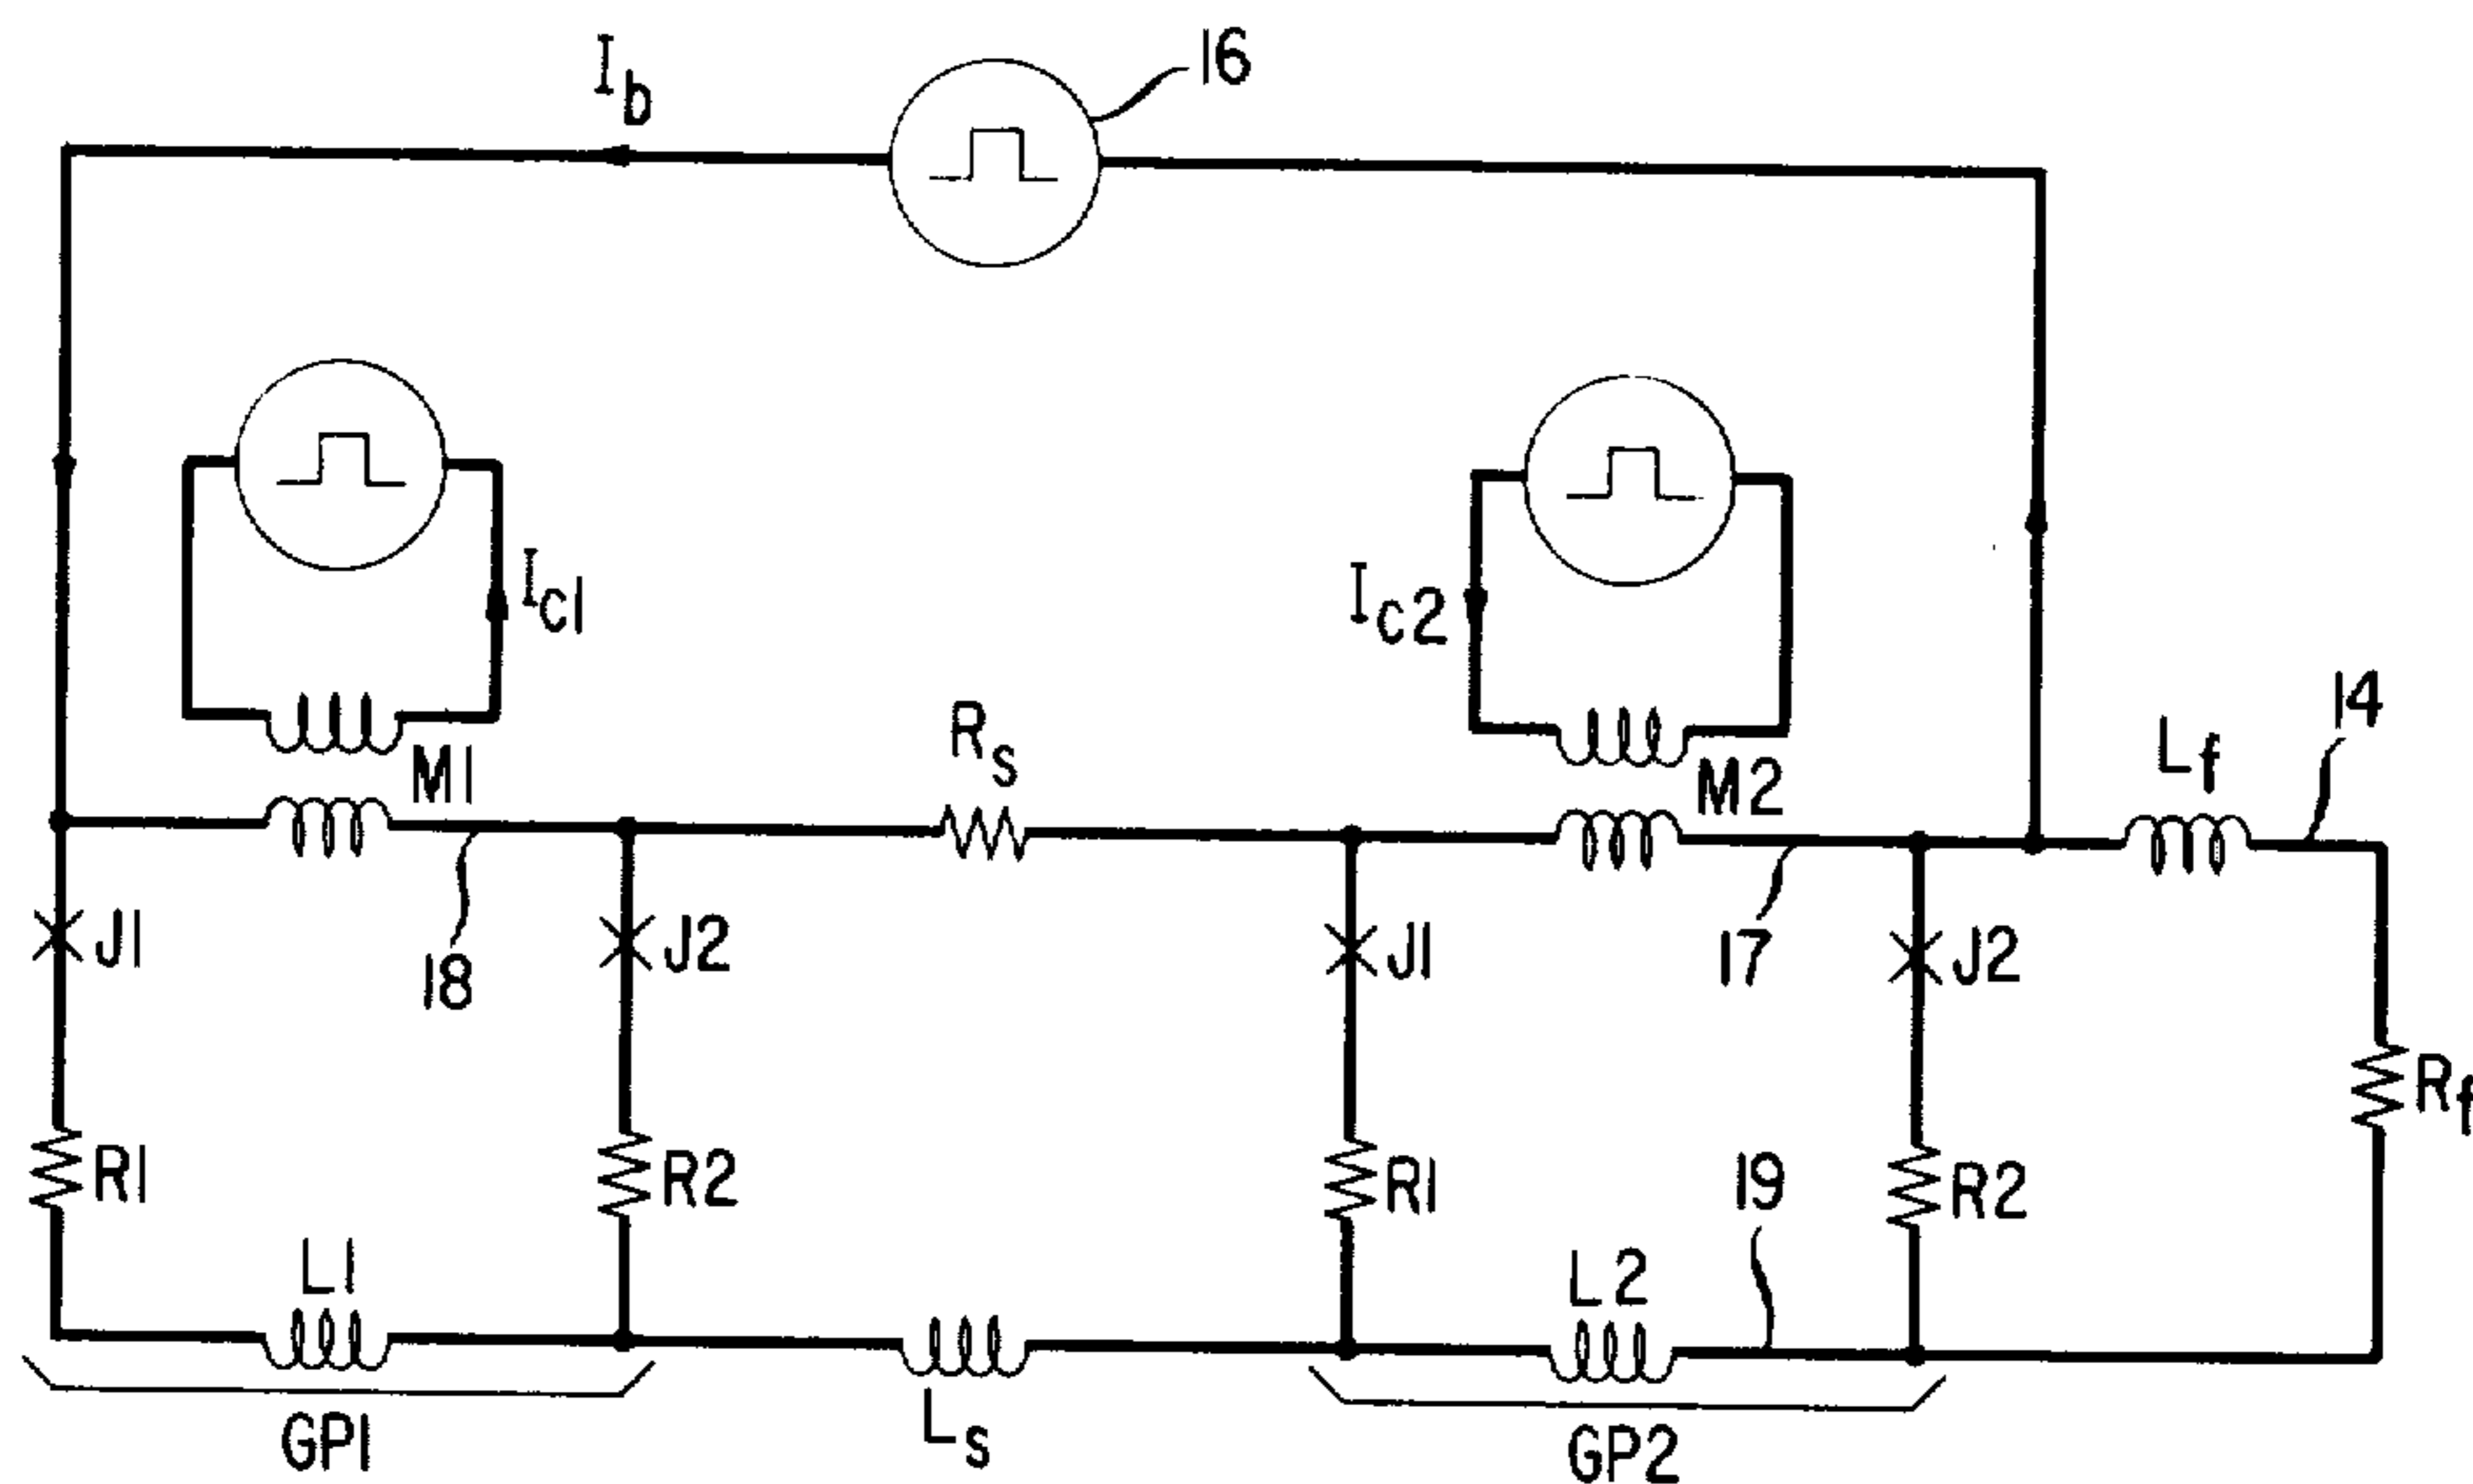 I_b
16
I_c1
I_c2
14
R_s
L_f
M1
M2
J1
J2
J1
J2
18
17
R_f
R1
R2
R1
19
R2
L1
L2
L_s
GP1
GP2